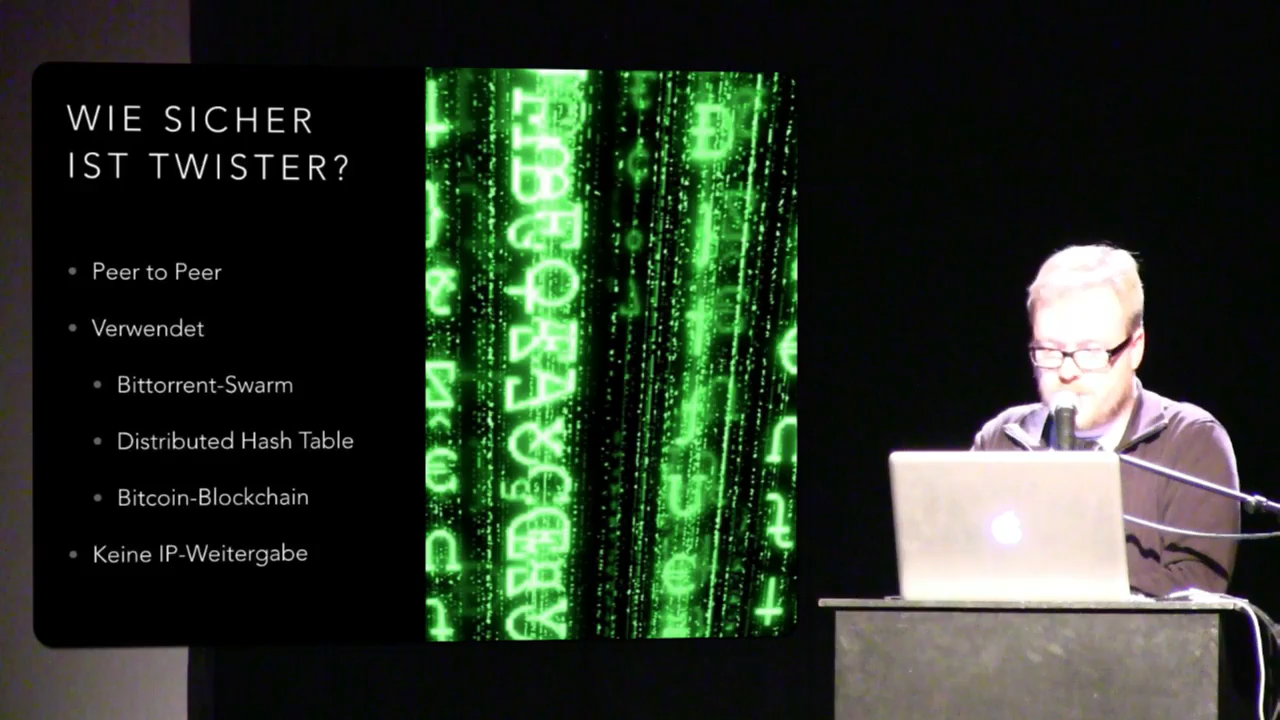 WIE SICHER
IST TWISTER?
Peer to Peer
Verwendet
Bittorrent-Swarm
Distributed Hash Table
Bitcoin-Blockchain
Keine IP-Weitergabe